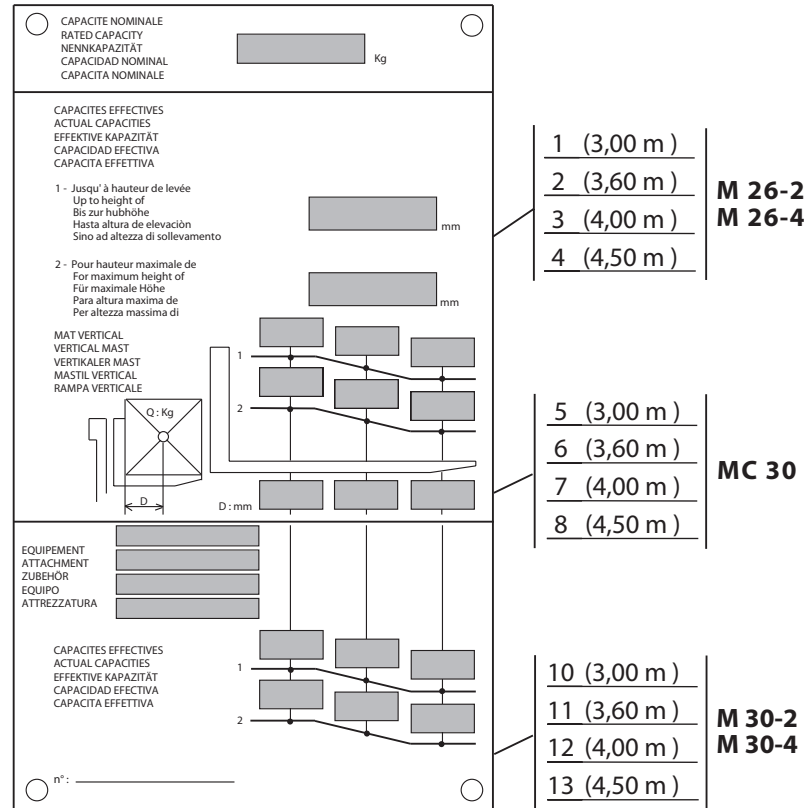 CAPACITE NOMINALE
RATED CAPACITY
NENNKAPAZITÄT
CAPACIDAD NOMINAL
CAPACITA NOMINALE
Kg
CAPACITES EFFECTIVES
ACTUAL CAPACITIES
EFFEKTIVE KAPAZITÄT
CAPACIDAD EFECTIVA
CAPACITA EFFETTIVA
1 - Jusqu' à hauteur de levée
Up to height of
Bis zur hubhöhe
Hasta altura de elevaciòn
Sino ad altezza di sollevamento
mm
2 - Pour hauteur maximale de
For maximum height of
Für maximale Höhe
Para altura maxima de
Per altezza massima di
mm
MAT VERTICAL
VERTICAL MAST
VERTIKALER MAST
MASTIL VERTICAL
RAMPA VERTICALE
1
2
Q : Kg
D
D : mm
EQUIPEMENT
ATTACHMENT
ZUBEHÖR
EQUIPO
ATTREZZATURA
CAPACITES EFFECTIVES
ACTUAL CAPACITIES
EFFEKTIVE KAPAZITÄT
CAPACIDAD EFECTIVA
CAPACITA EFFETTIVA
1
2
n° :
1 (3,00 m )
2 (3,60 m )
3 (4,00 m )
4 (4,50 m )
M 26-2
M 26-4
5 (3,00 m )
6 (3,60 m )
7 (4,00 m )
8 (4,50 m )
MC 30
10 (3,00 m )
11 (3,60 m )
12 (4,00 m )
13 (4,50 m )
M 30-2
M 30-4